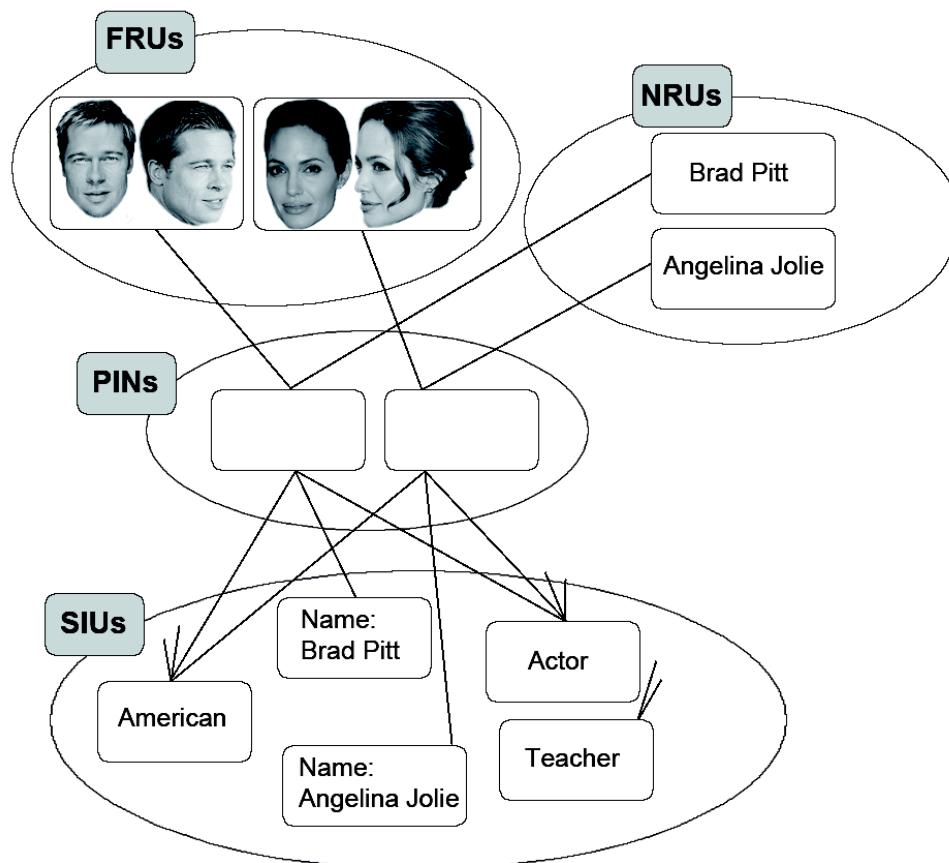 FRUs
NRUs
Brad Pitt
Angelina Jolie
PINs
SIUs
Name:
Brad Pitt
Actor
American
Teacher
Name:
Angelina Jolie